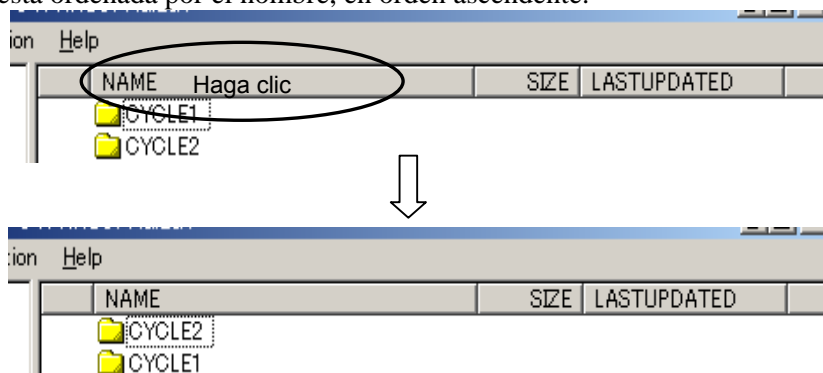 está ordenada por el nombre, en orden ascendente.
ion Help
NAME Haga clic SIZE LASTUPDATED
CYCLE1
CYCLE2
tion Help
NAME SIZE LASTUPDATED
CYCLE2
CYCLE1